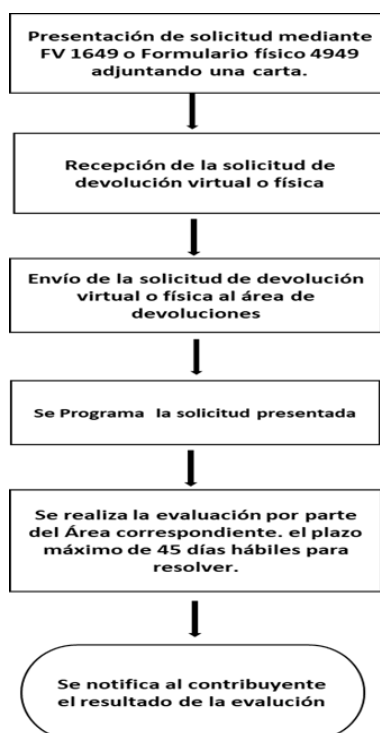 Presentación de solicitud mediante
FV 1649 o Formulario físico 4949
adjuntando una carta.
Recepción de la solicitud de
devolución virtual o física
Envío de la solicitud de devolución
virtual o física al área de
devoluciones
Se Programa la solicitud presentada
Se realiza la evaluación por parte
del Área correspondiente. el plazo
máximo de 45 días hábiles para
resolver.
Se notifica al contribuyente
el resultado de la evalución